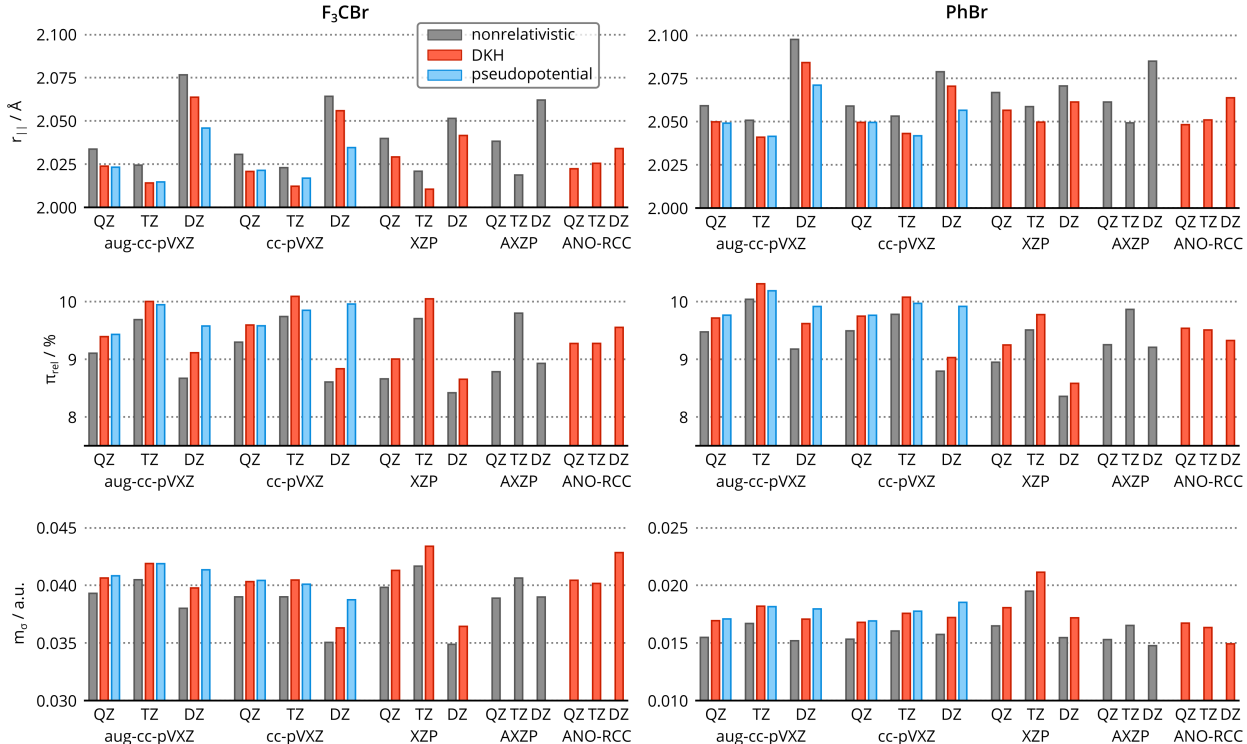 F₃CBr
PhBr
nonrelativistic
DKH
pseudopotential
r|| / Å
2.100
2.075
2.050
2.025
2.000
QZ TZ DZ QZ TZ DZ QZ TZ DZ QZ TZ DZ QZ TZ DZ
aug-cc-pVXZ cc-pVXZ XZP AXZP ANO-RCC
2.100
2.075
2.050
2.025
2.000
QZ TZ DZ QZ TZ DZ QZ TZ DZ QZ TZ DZ QZ TZ DZ
aug-cc-pVXZ cc-pVXZ XZP AXZP ANO-RCC
πrel / %
10
9
8
QZ TZ DZ QZ TZ DZ QZ TZ DZ QZ TZ DZ QZ TZ DZ
aug-cc-pVXZ cc-pVXZ XZP AXZP ANO-RCC
10
9
8
QZ TZ DZ QZ TZ DZ QZ TZ DZ QZ TZ DZ QZ TZ DZ
aug-cc-pVXZ cc-pVXZ XZP AXZP ANO-RCC
mσ / a.u.
0.045
0.040
0.035
0.030
QZ TZ DZ QZ TZ DZ QZ TZ DZ QZ TZ DZ QZ TZ DZ
aug-cc-pVXZ cc-pVXZ XZP AXZP ANO-RCC
0.025
0.020
0.015
0.010
QZ TZ DZ QZ TZ DZ QZ TZ DZ QZ TZ DZ QZ TZ DZ
aug-cc-pVXZ cc-pVXZ XZP AXZP ANO-RCC